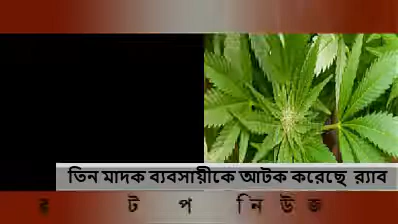 তিন মাদক ব্যবসায়ীকে আটক করেছে র‍্যাব
ট প নিউজ